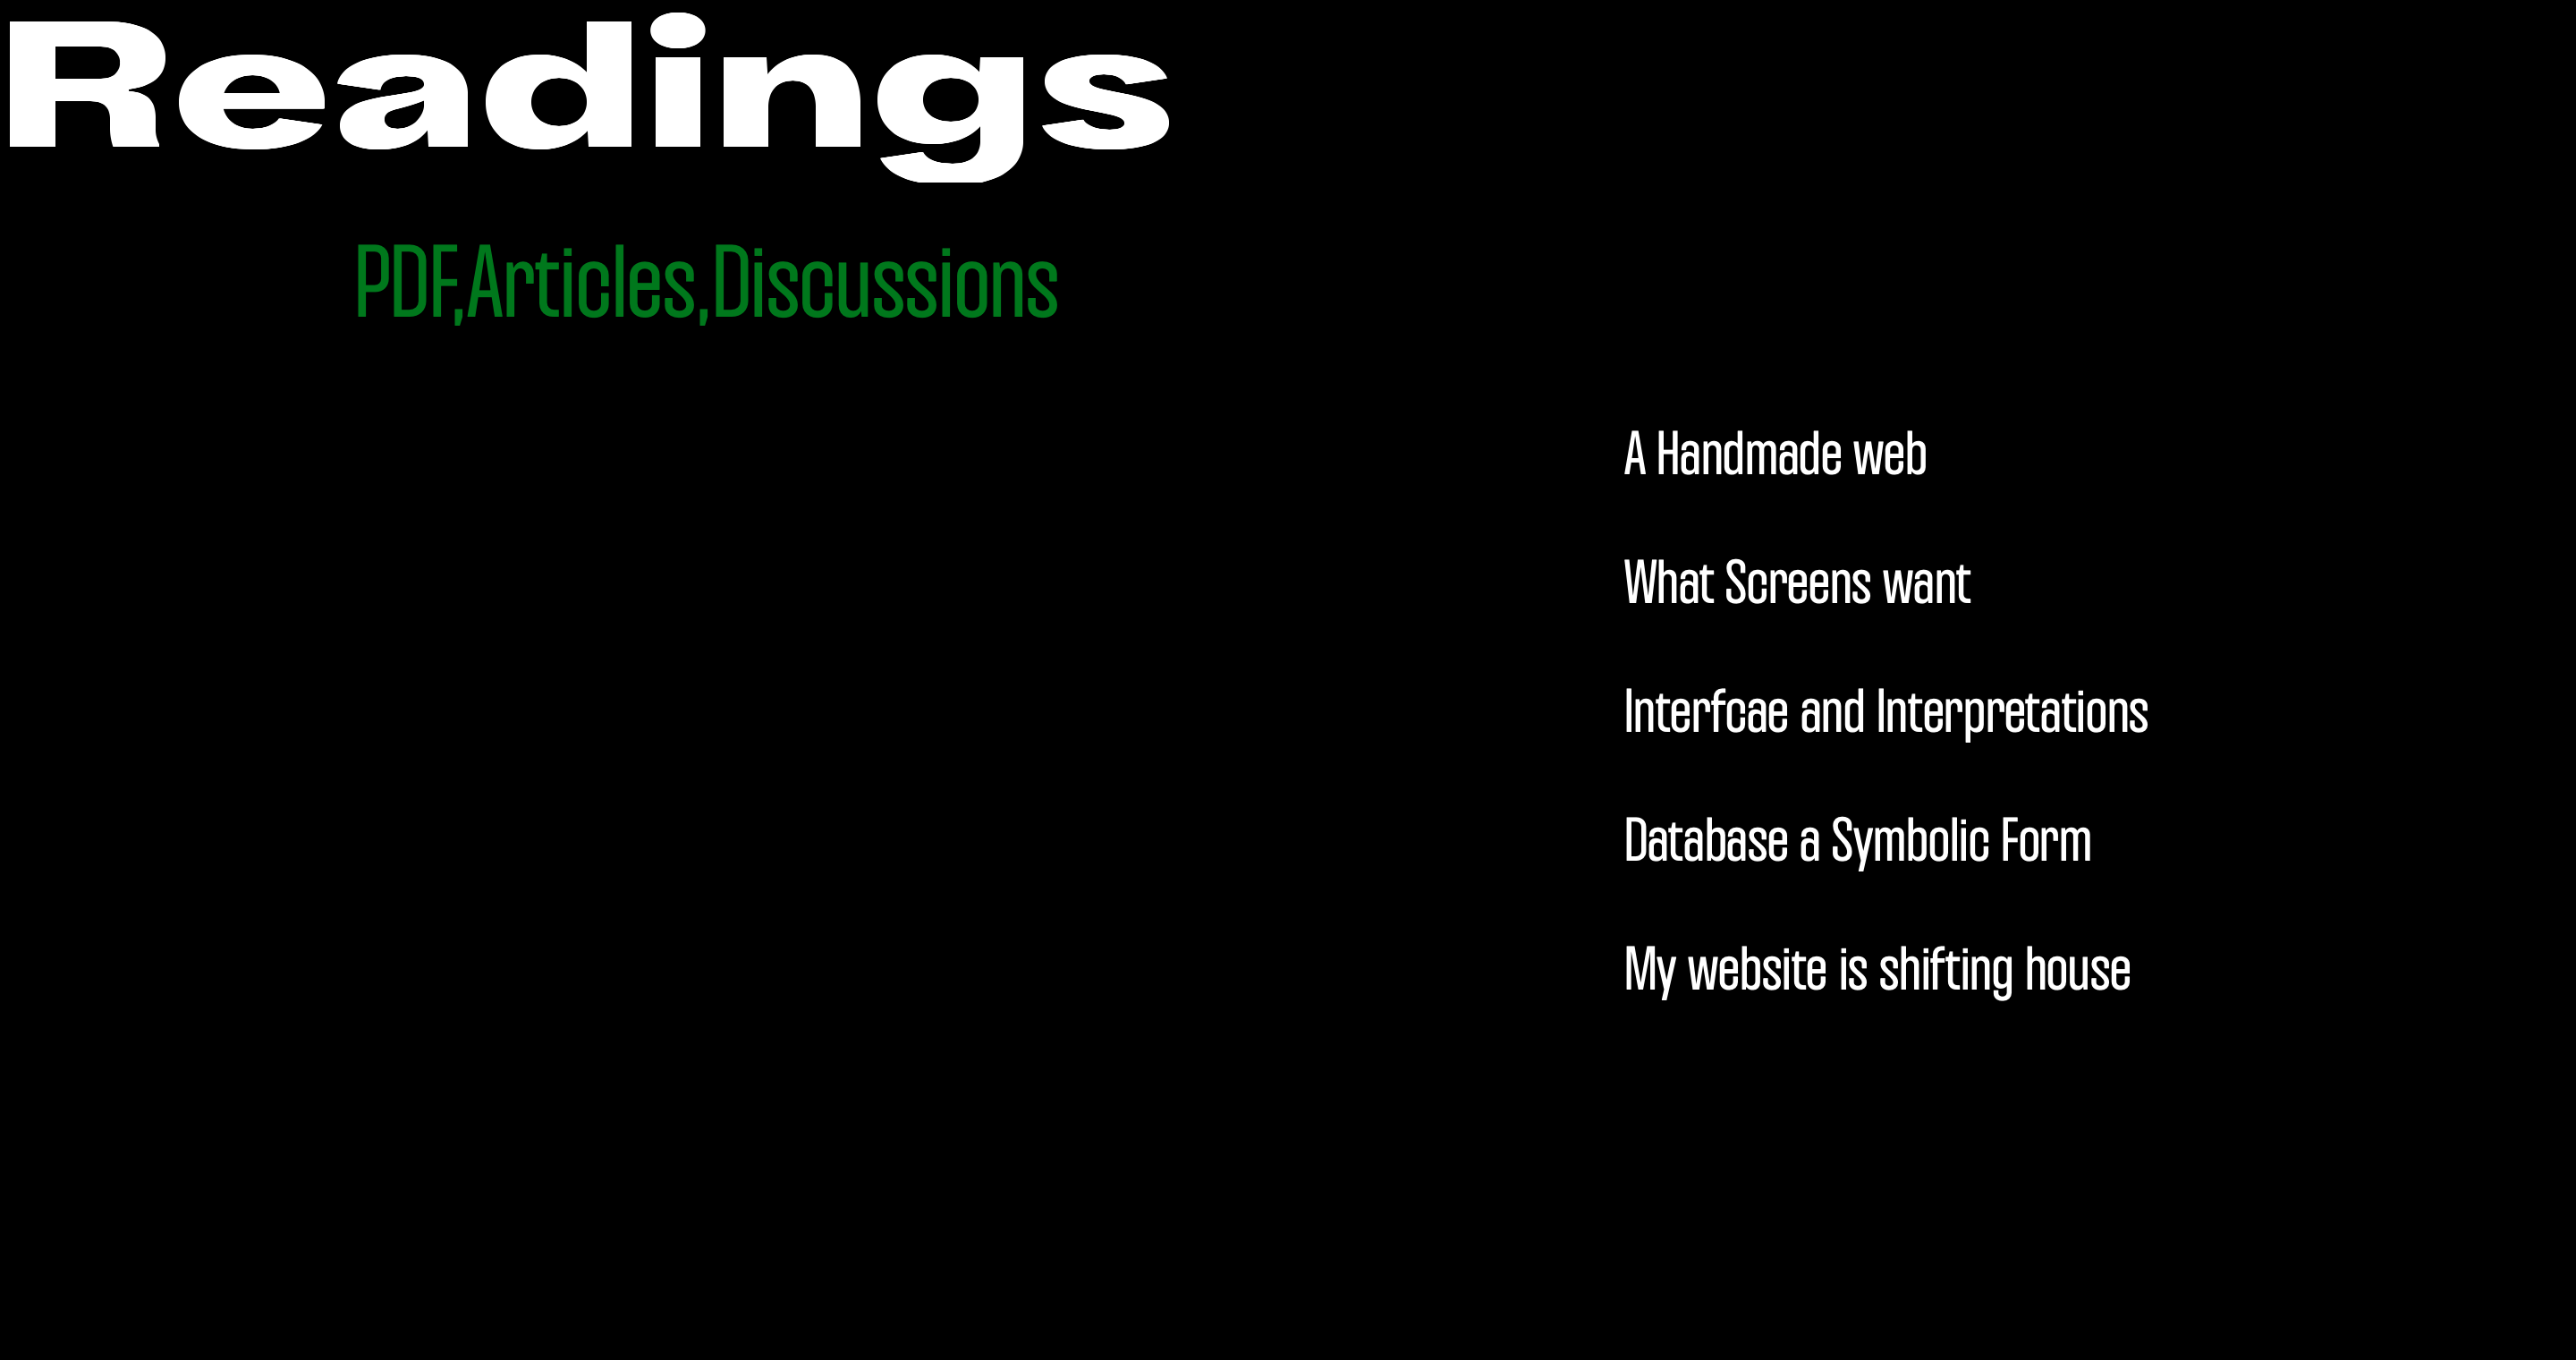 Readings
PDF,Articles,Discussions
A Handmade web
What Screens want
Interfcae and Interpretations
Database a Symbolic Form
My website is shifting house